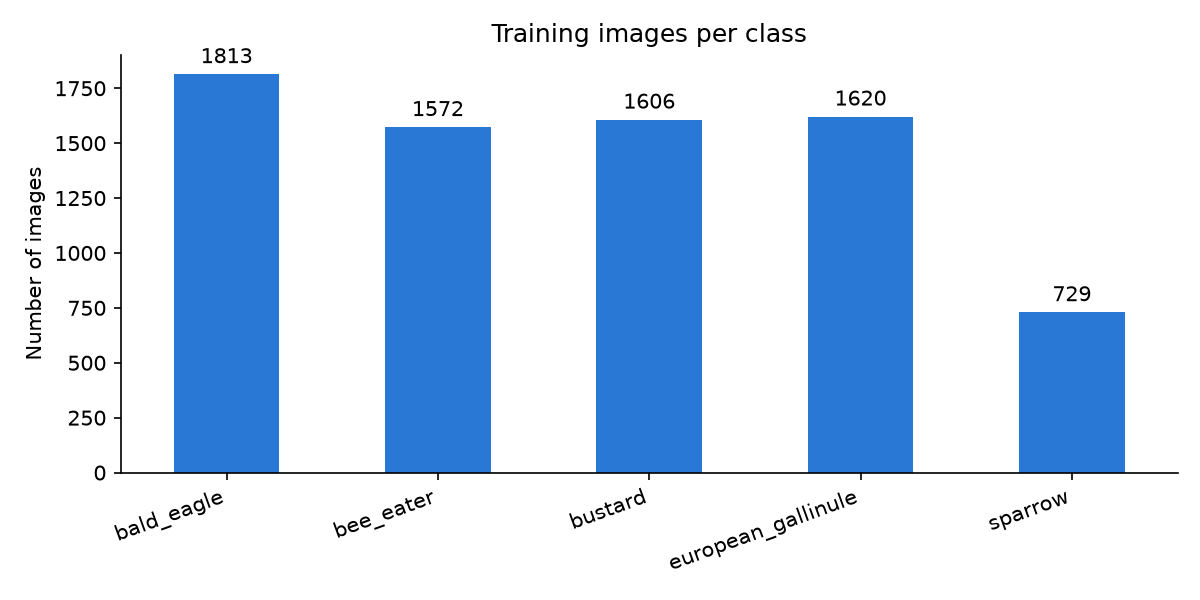 Training images per class
Number of images
1750
1500
1250
1000
750
500
250
0
1813
1572
1606
1620
729
bald_eagle
bee_eater
bustard
european_gallinule
sparrow